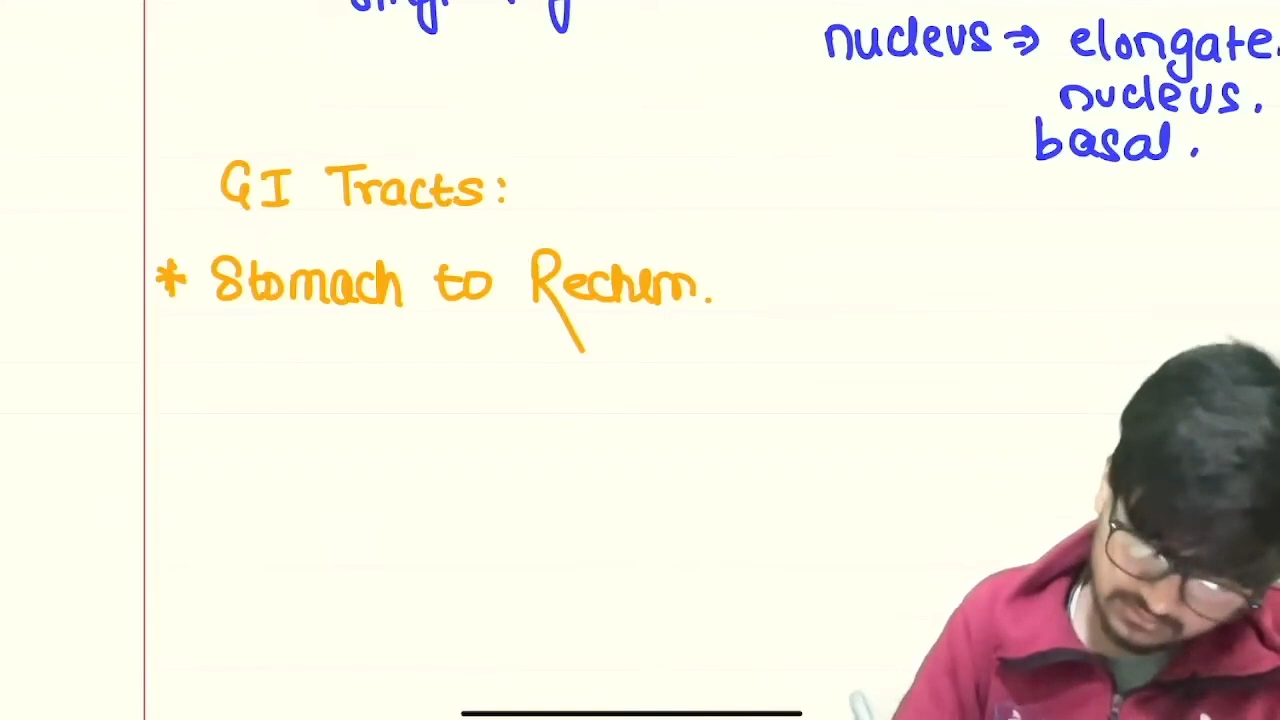 nucleus ⇒ elongate
nucleus.
basal.
GI Tracts:
* Stomach to Rectum.